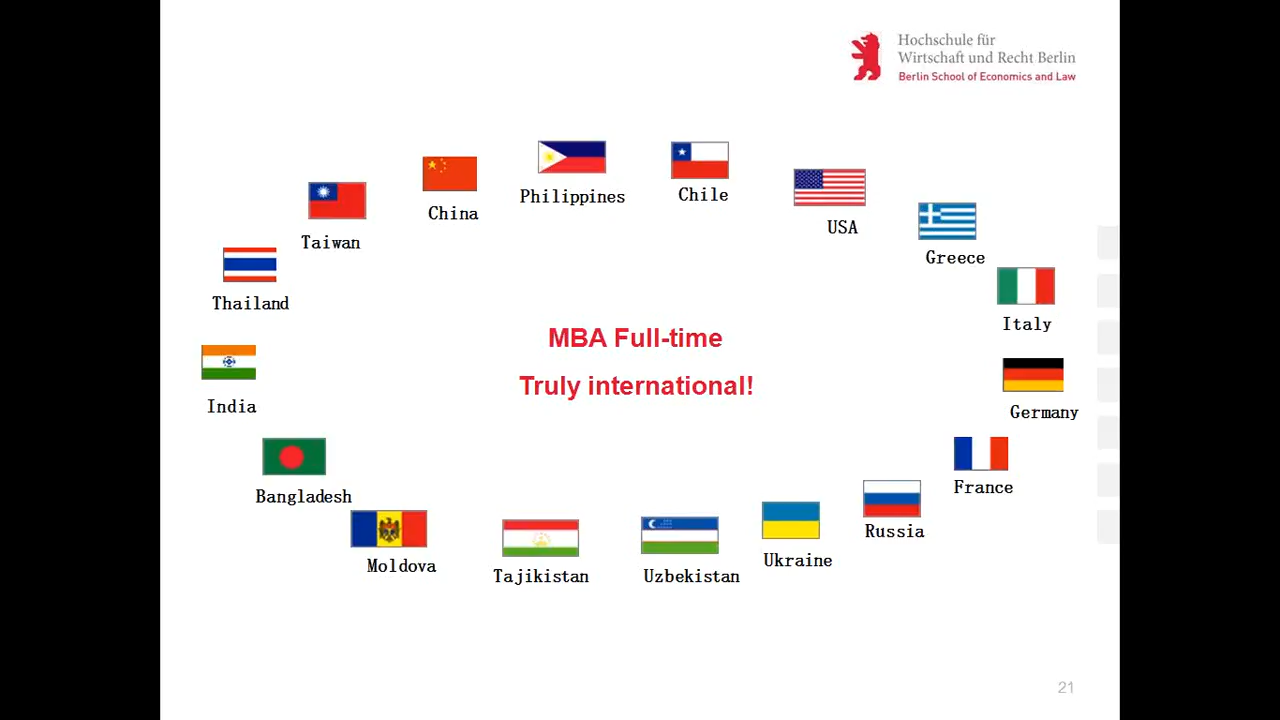 Hochschule für
Wirtschaft und Recht Berlin
Berlin School of Economics and Law
Philippines
Chile
China
USA
Taiwan
Greece
Thailand
Italy
MBA Full-time
Truly international!
India
Germany
Bangladesh
France
Moldova
Tajikistan
Uzbekistan
Ukraine
Russia
21